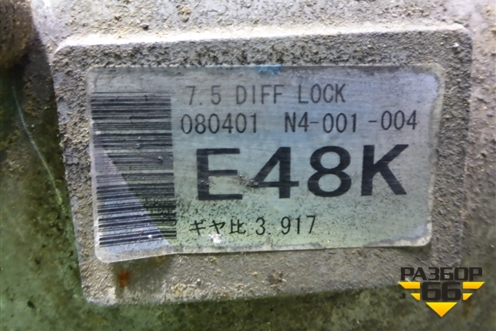 7.5 DIFF LOCK
080401 N4-001-004
E48K
ギヤ比 3.917
РАЗБОР
66